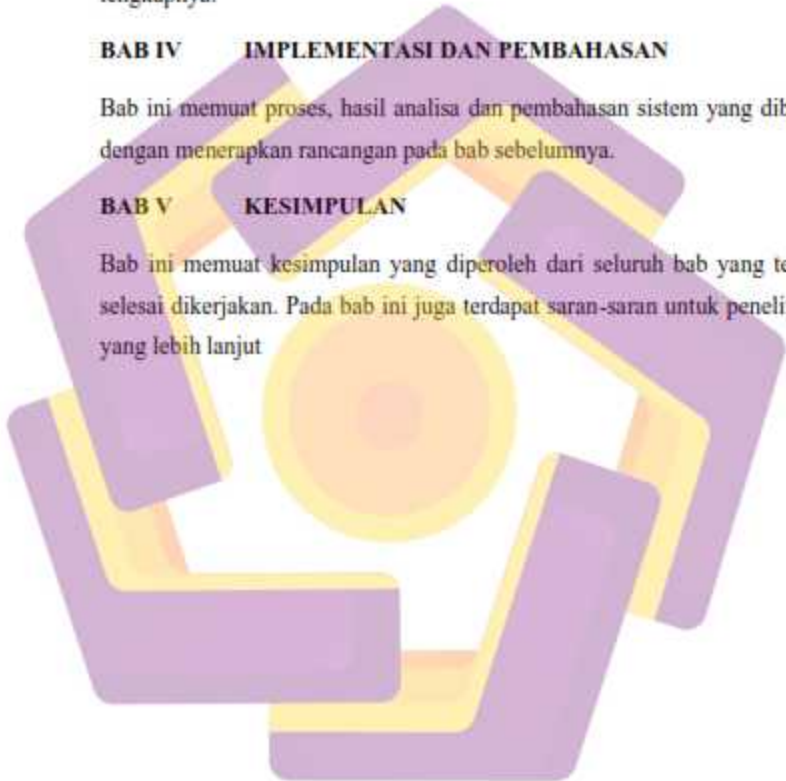 BAB IV IMPLEMENTASI DAN PEMBAHASAN
Bab ini memuat proses, hasil analisa dan pembahasan sistem yang
dengan menerapkan rancangan pada bab sebelumnya.
BAB V KESIMPULAN
Bab ini memuat kesimpulan yang diperoleh dari seluruh bab yang
selesai dikerjakan. Pada bab ini juga terdapat saran-saran untuk
yang lebih lanjut